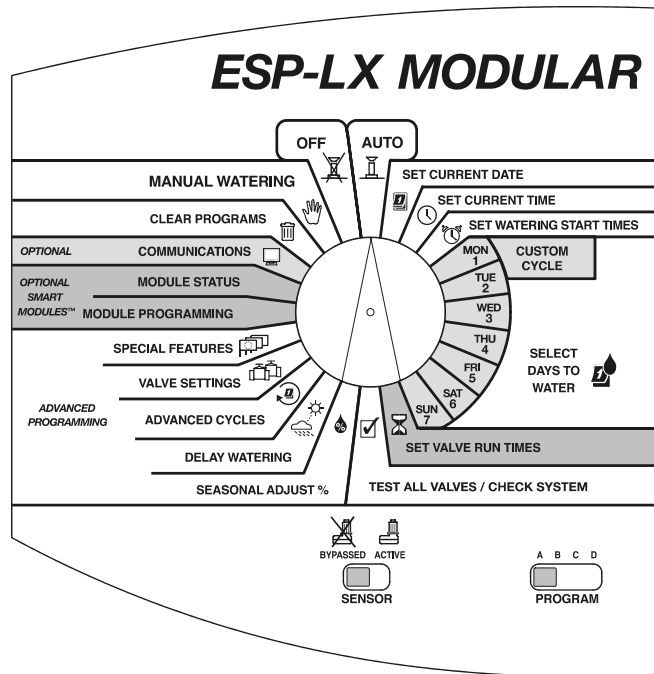 ESP-LX MODULAR
OFF
AUTO
MANUAL WATERING
SET CURRENT DATE
SET CURRENT TIME
CLEAR PROGRAMS
SET WATERING START TIMES
OPTIONAL
COMMUNICATIONS
MON
1
CUSTOM
CYCLE
OPTIONAL
SMART
MODULES™
MODULE STATUS
TUE
2
MODULE PROGRAMMING
WED
3
SPECIAL FEATURES
THU
4
SELECT
DAYS TO
WATER
1
VALVE SETTINGS
FRI
5
ADVANCED
PROGRAMMING
ADVANCED CYCLES
SAT
6
SUN
7
%
DELAY WATERING
SET VALVE RUN TIMES
SEASONAL ADJUST %
TEST ALL VALVES / CHECK SYSTEM
BYPASSED ACTIVE
SENSOR
A B C D
PROGRAM